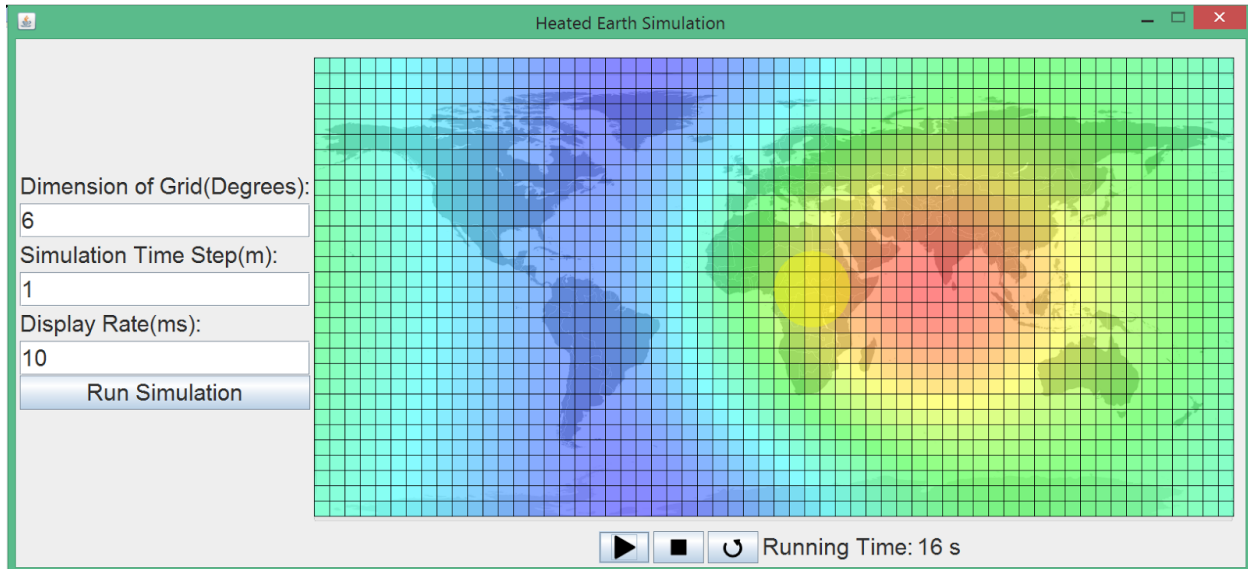 Heated Earth Simulation
Dimension of Grid(Degrees):
6
Simulation Time Step(m):
1
Display Rate(ms):
10
Run Simulation
Running Time: 16 s